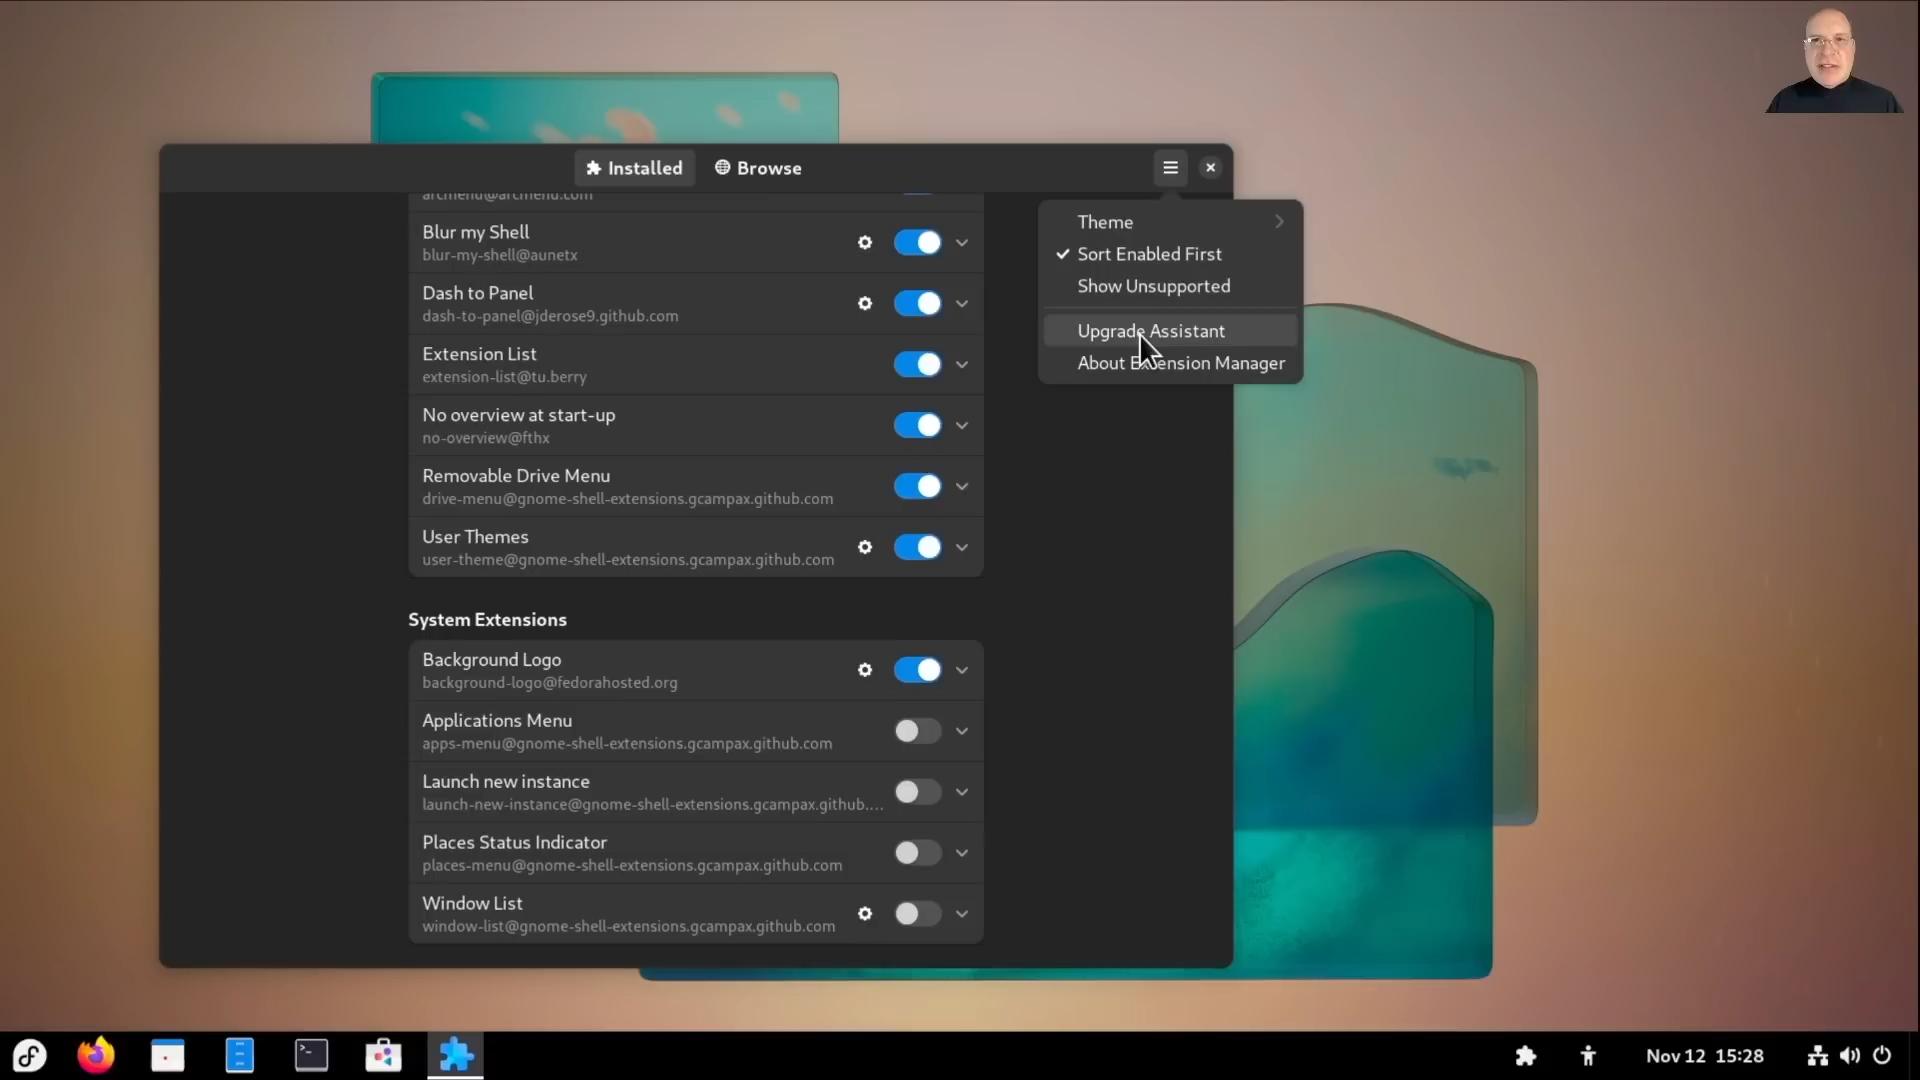 Installed
Browse
arcmenu@arcmenu.com
Blur my Shell
blur-my-shell@aunetx
Dash to Panel
dash-to-panel@jderose9.github.com
Extension List
extension-list@tu.berry
No overview at start-up
no-overview@fthx
Removable Drive Menu
drive-menu@gnome-shell-extensions.gcampax.github.com
User Themes
user-theme@gnome-shell-extensions.gcampax.github.com
System Extensions
Background Logo
background-logo@fedorahosted.org
Applications Menu
apps-menu@gnome-shell-extensions.gcampax.github.com
Launch new instance
launch-new-instance@gnome-shell-extensions.gcampax.github....
Places Status Indicator
places-menu@gnome-shell-extensions.gcampax.github.com
Window List
window-list@gnome-shell-extensions.gcampax.github.com
Theme
Sort Enabled First
Show Unsupported
Upgrade Assistant
About Extension Manager
Nov 12 15:28